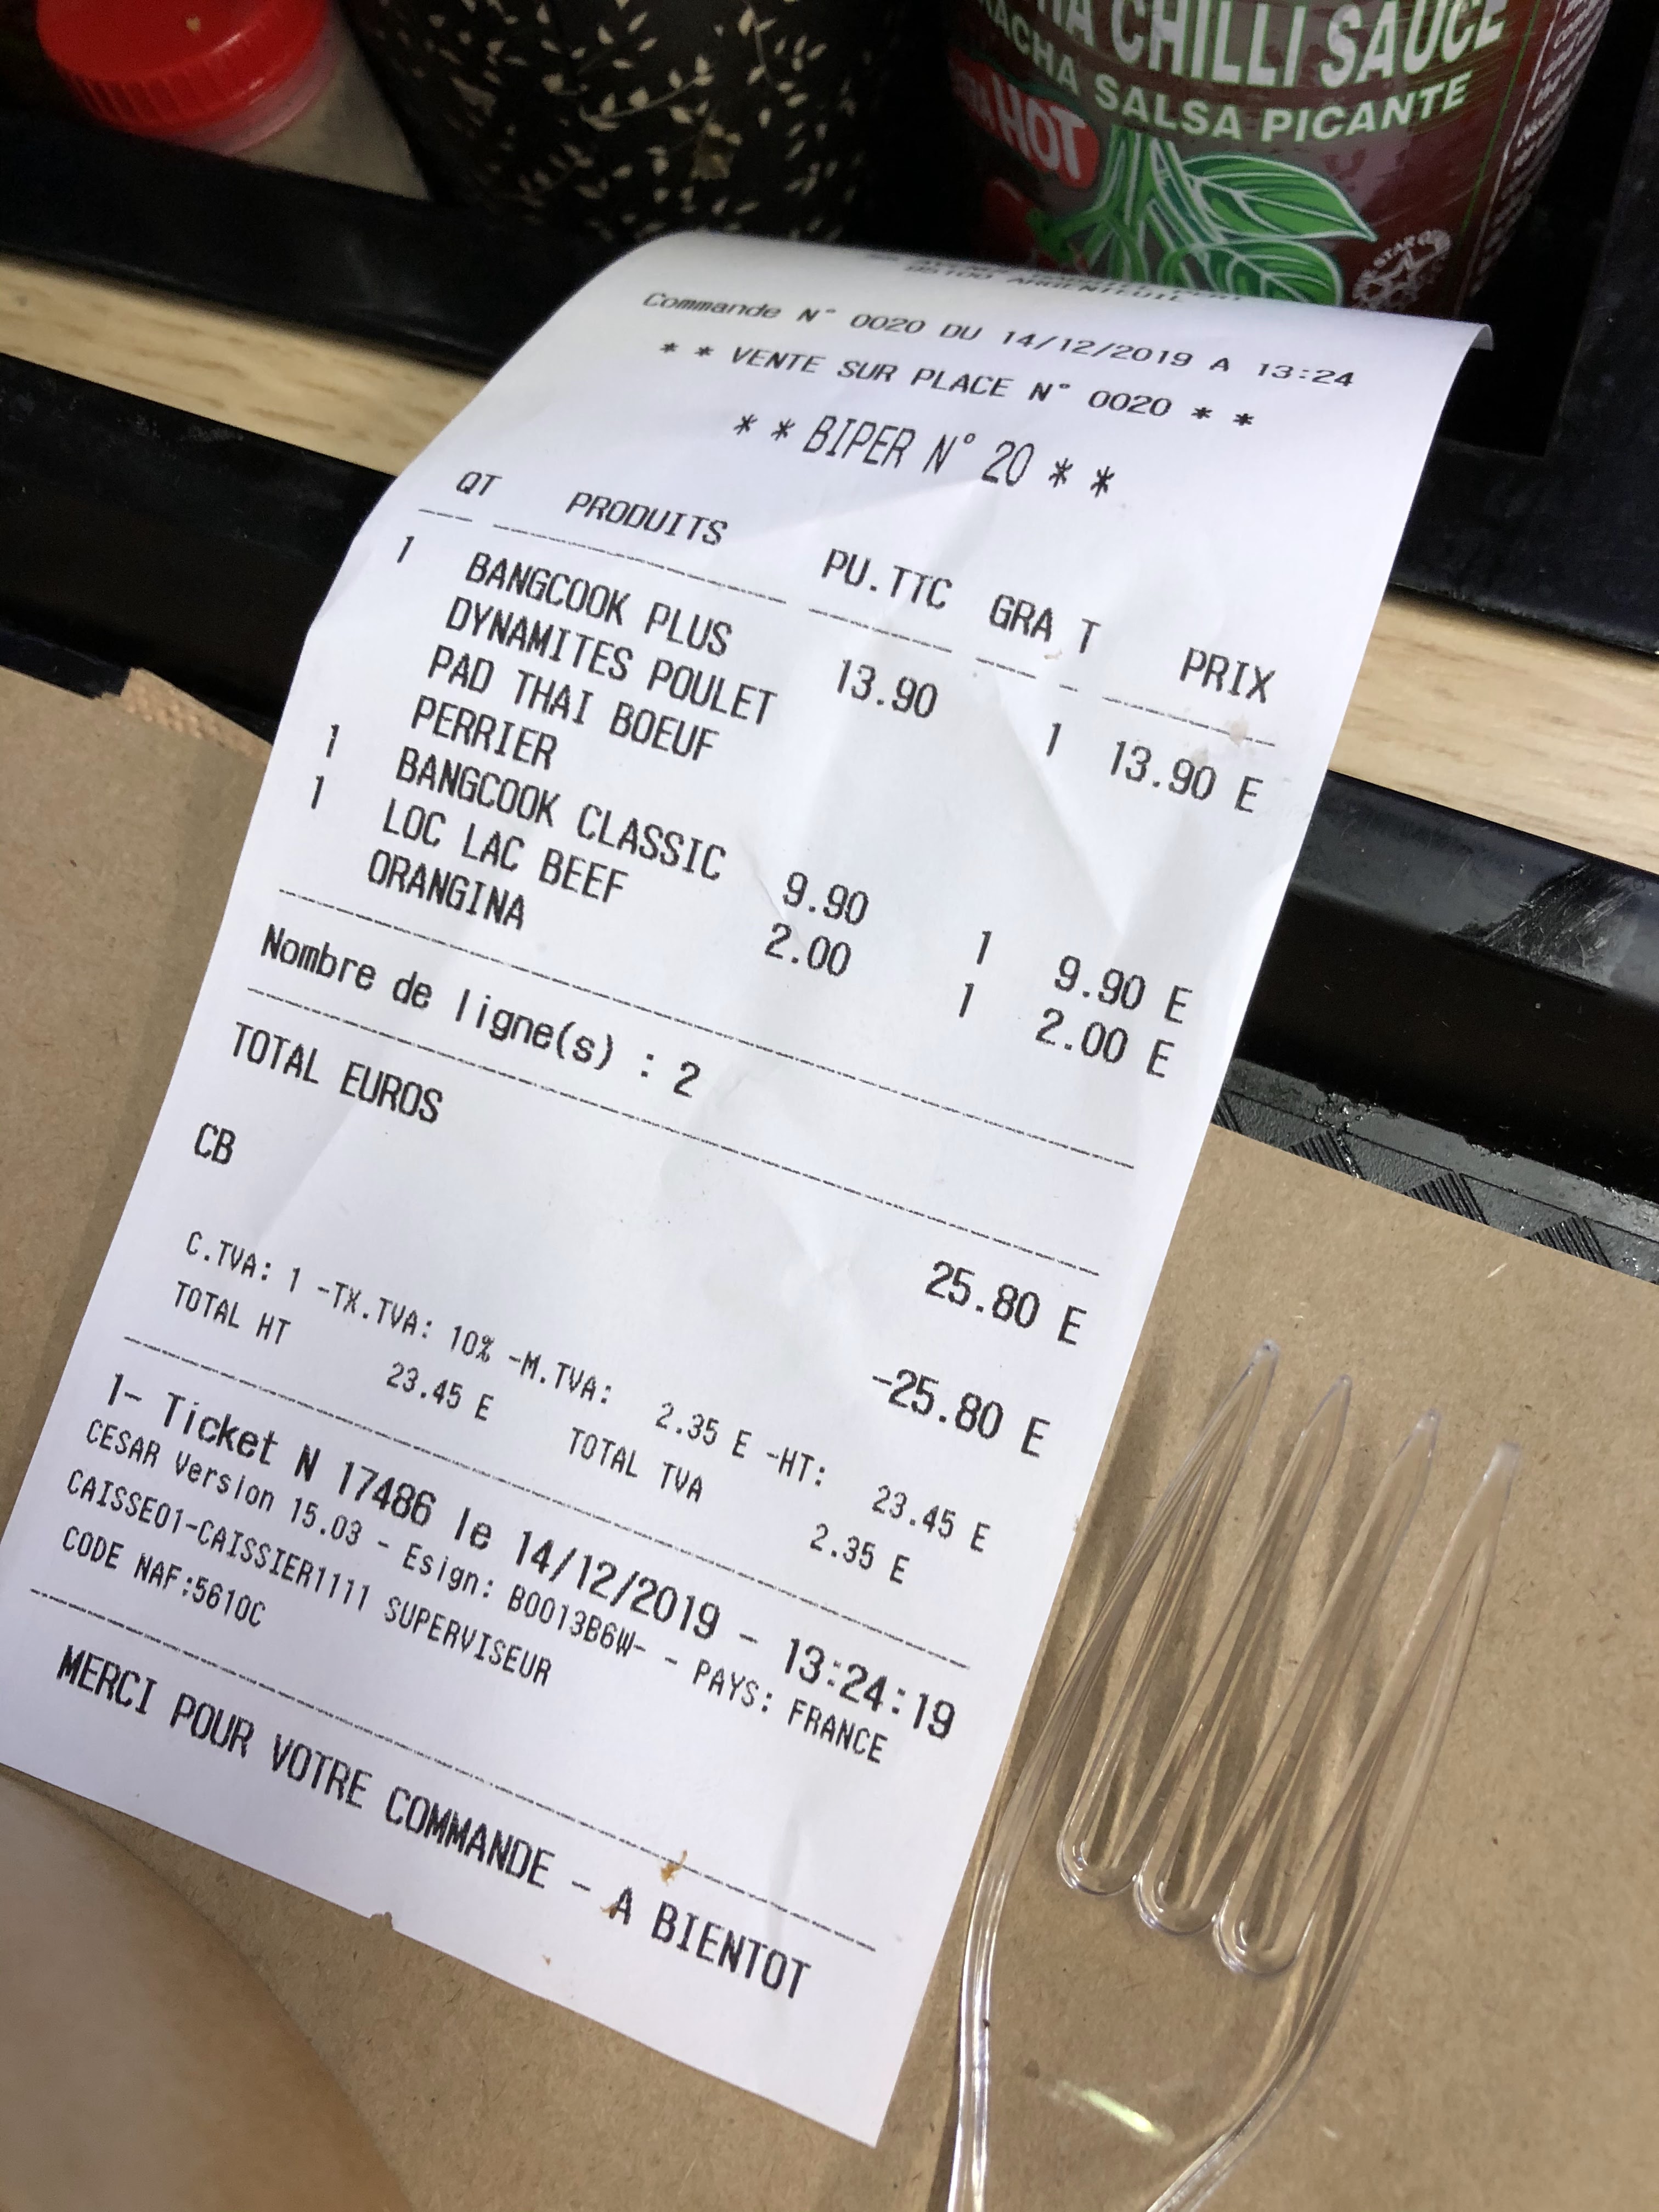 HA CHILLI SAUCE
RACHA SALSA PICANTE
HOT
STAR
95100 ARGENTEUIL
Commande N° 0020 DU 14/12/2019 A 13:24
* * VENTE SUR PLACE N° 0020 * *
* * BIPER N° 20 * *
QT PRODUITS PU.TTC GRA T PRIX
1 BANGCOOK PLUS 13.90 1 13.90 E
DYNAMITES POULET
PAD THAI BOEUF
PERRIER
1 BANGCOOK CLASSIC 9.90 1 9.90 E
1 LOC LAC BEEF 2.00 1 2.00 E
ORANGINA
Nombre de ligne(s) : 2
TOTAL EUROS 25.80 E
CB -25.80 E
C.TVA: 1 -TX.TVA: 10% -M.TVA: 2.35 E -HT: 23.45 E
TOTAL HT 23.45 E TOTAL TVA 2.35 E
1- Ticket N 17486 le 14/12/2019 - 13:24:19
CESAR Version 15.03 - Esign: B0013B6W- - PAYS: FRANCE
CAISSE01-CAISSIER1111 SUPERVISEUR
CODE NAF:5610C
MERCI POUR VOTRE COMMANDE - A BIENTOT